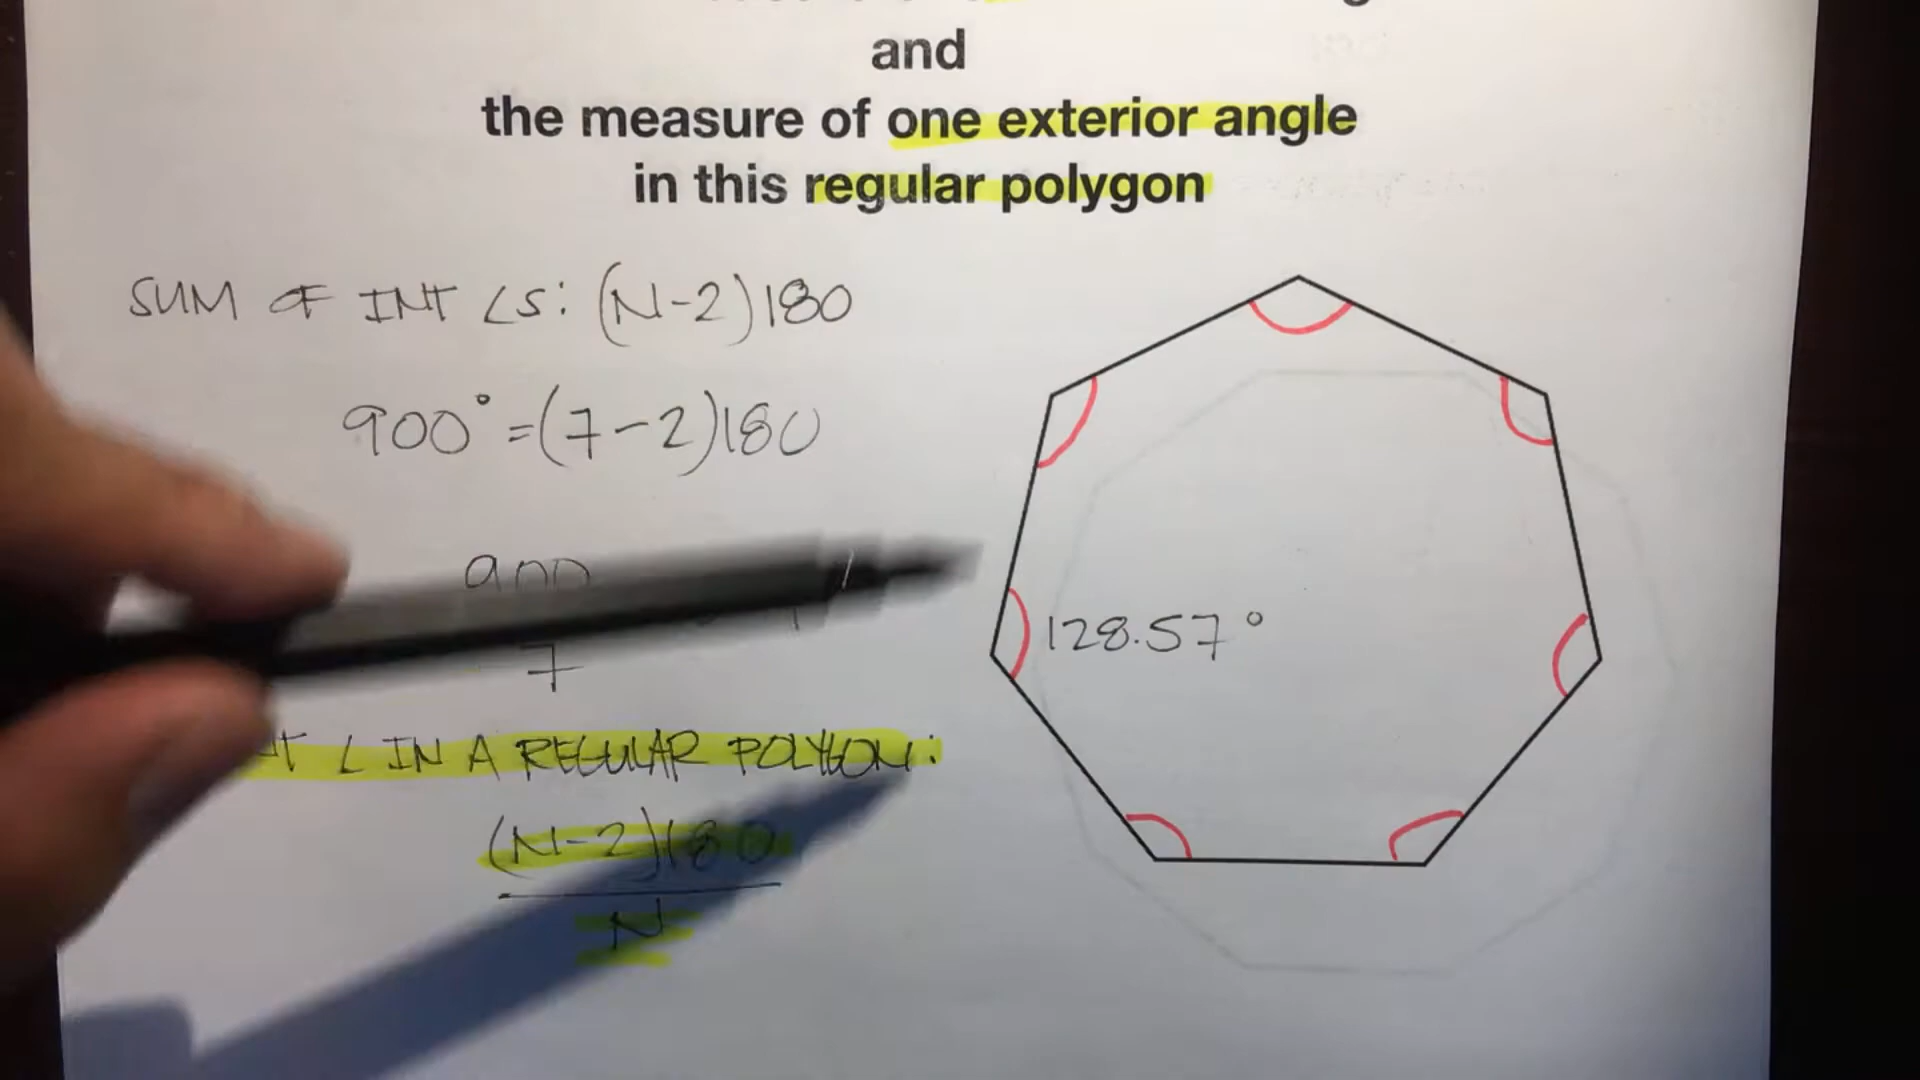 and
the measure of one exterior angle
in this regular polygon
SUM OF INT ∠S: (N-2)180
900° = (7-2)180
900
7
128.57°
∠ IN A REGULAR POLYGON:
(N-2)180
N